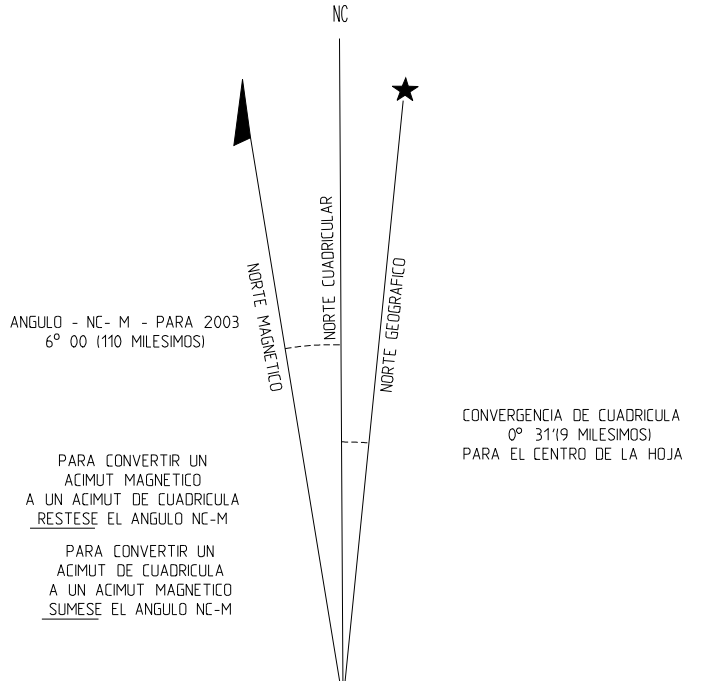 NC
NORTE MAGNETICO
NORTE CUADRICULAR
NORTE GEOGRAFICO
ANGULO - NC- M - PARA 2003
6º 00 (110 MILESIMOS)
CONVERGENCIA DE CUADRICULA
0º 31'(9 MILESIMOS)
PARA EL CENTRO DE LA HOJA
PARA CONVERTIR UN
ACIMUT MAGNETICO
A UN ACIMUT DE CUADRICULA
RESTESE EL ANGULO NC-M
PARA CONVERTIR UN
ACIMUT DE CUADRICULA
A UN ACIMUT MAGNETICO
SUMESE EL ANGULO NC-M